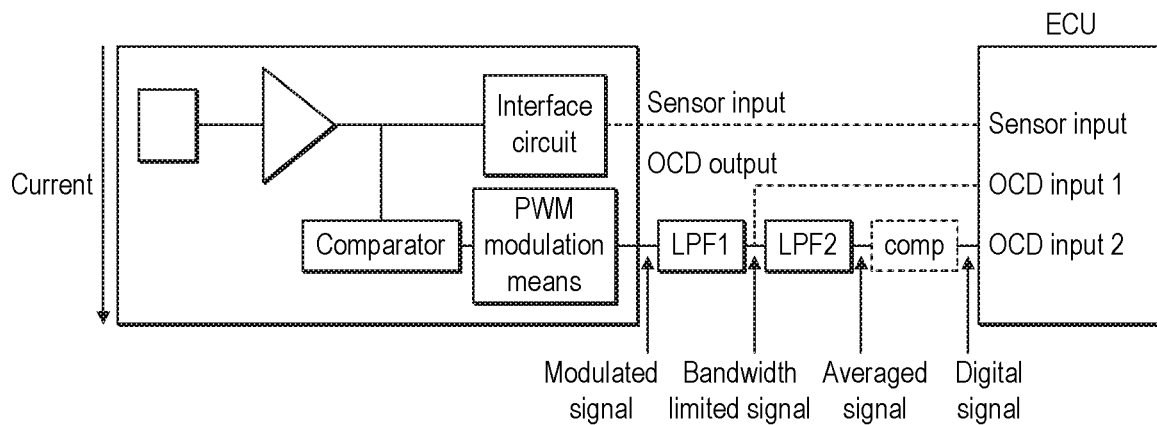 ECU
Interface
circuit
Sensor input
Sensor input
OCD output
OCD input 1
Current
Comparator
PWM
modulation
means
LPF1
LPF2
comp
OCD input 2
Modulated
signal
Bandwidth
limited signal
Averaged
signal
Digital
signal